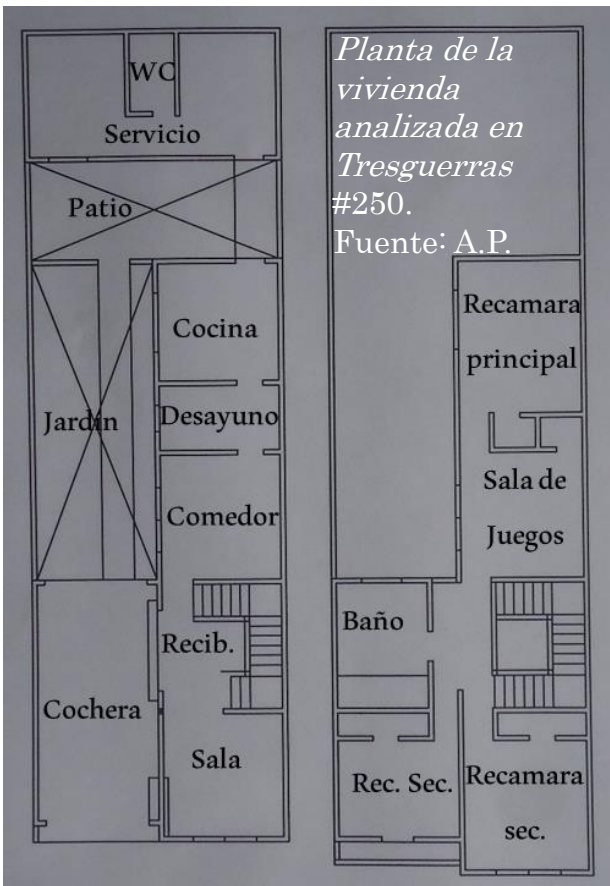 WC
Servicio
Patio
Cocina
Jardín
Desayuno
Comedor
Recib.
Cochera
Sala
Planta de la
vivienda
analizada en
Tresguerras
#250.
Fuente: A.P.
Recamara
principal
Sala de
Juegos
Baño
Rec. Sec.
Recamara
sec.